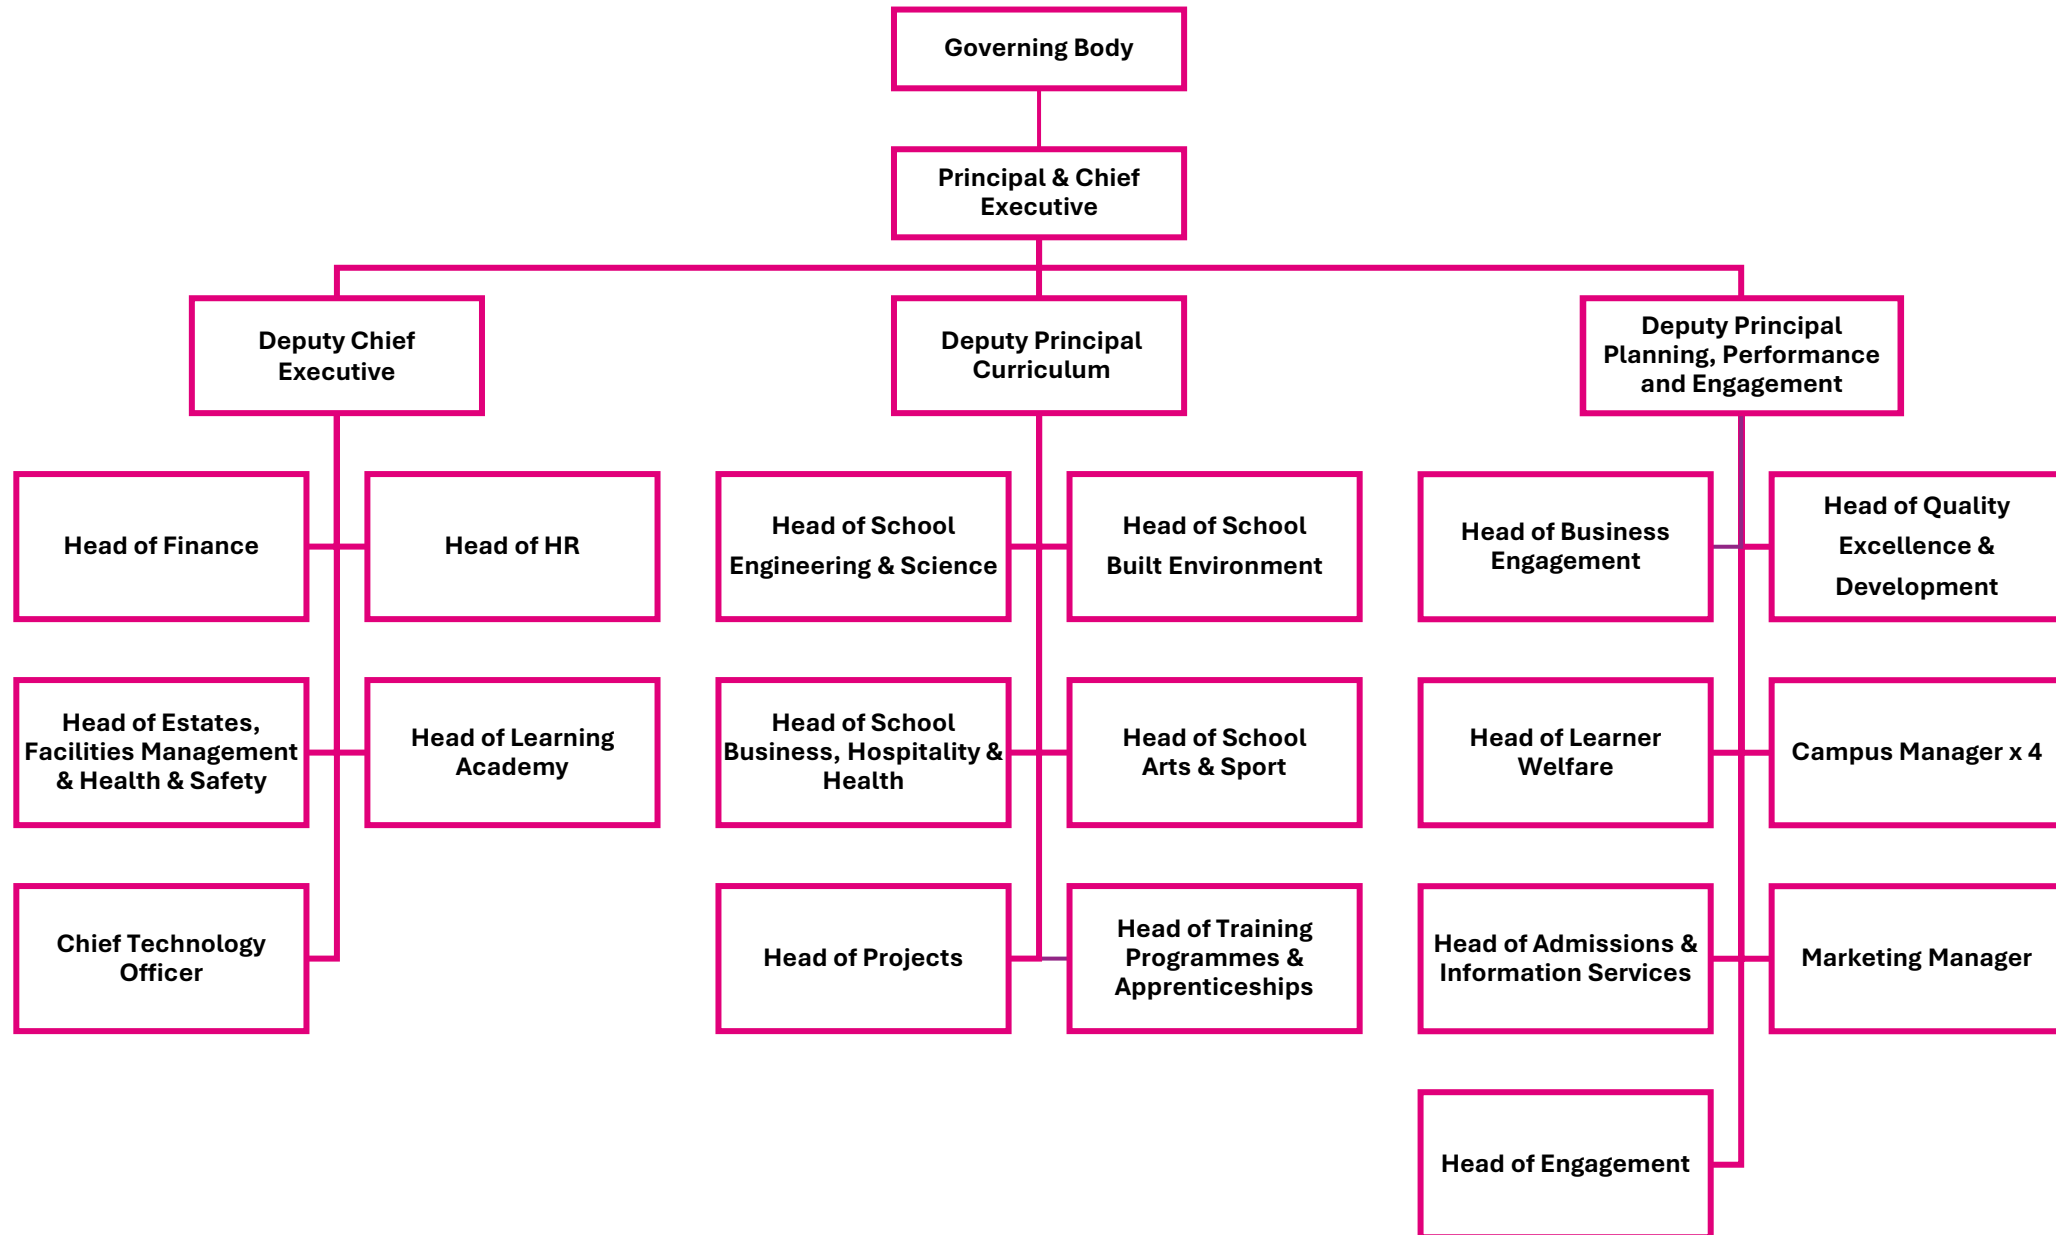 Governing Body
Principal & Chief
Executive
Deputy Chief
Executive
Deputy Principal
Curriculum
Deputy Principal
Planning, Performance
and Engagement
Head of Finance
Head of HR
Head of School
Engineering & Science
Head of School
Built Environment
Head of Business
Engagement
Head of Quality
Excellence &
Development
Head of Estates,
Facilities Management
& Health & Safety
Head of Learning
Academy
Head of School
Business, Hospitality &
Health
Head of School
Arts & Sport
Head of Learner
Welfare
Campus Manager x 4
Chief Technology
Officer
Head of Projects
Head of Training
Programmes &
Apprenticeships
Head of Admissions &
Information Services
Marketing Manager
Head of Engagement